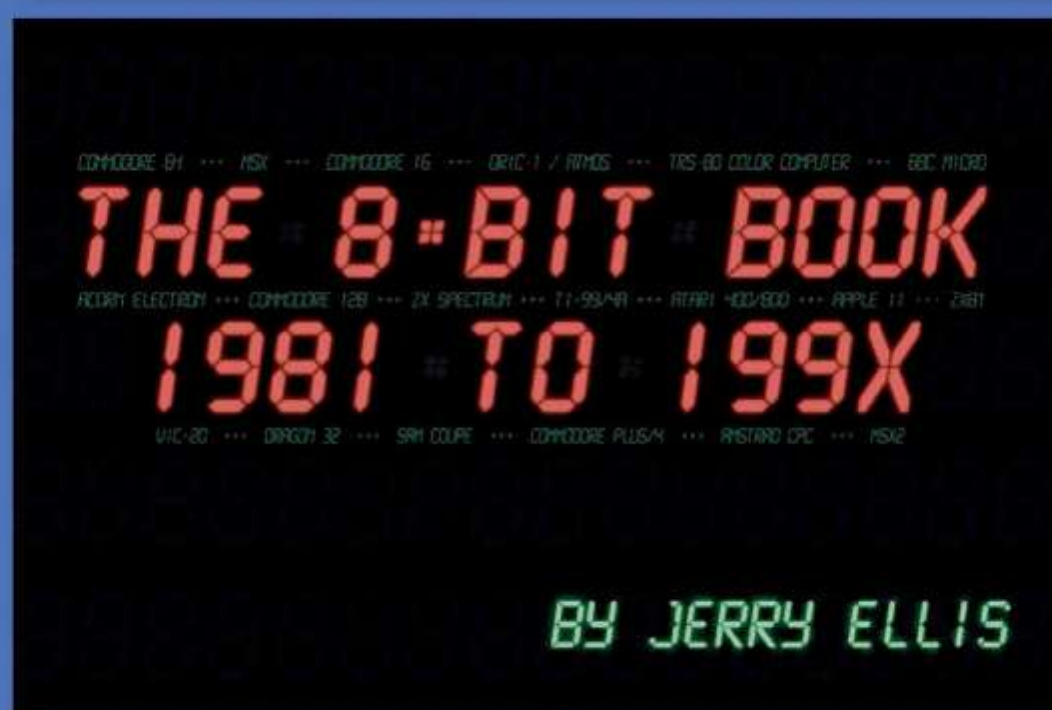 COMMODORE 64 ··· MSX ··· COMMODORE 16 ··· ORIC-1 / ATMOS ··· TRS-80 COLOR COMPUTER ··· BBC MICRO
THE 8-BIT BOOK
ACORN ELECTRON ··· COMMODORE 128 ··· ZX SPECTRUM ··· TI-99/4A ··· ATARI 400/800 ··· APPLE II ··· ZX81
1981 TO 199X
VIC-20 ··· DRAGON 32 ··· SAM COUPE ··· COMMODORE PLUS/4 ··· AMSTRAD CPC ··· MSX2
BY JERRY ELLIS